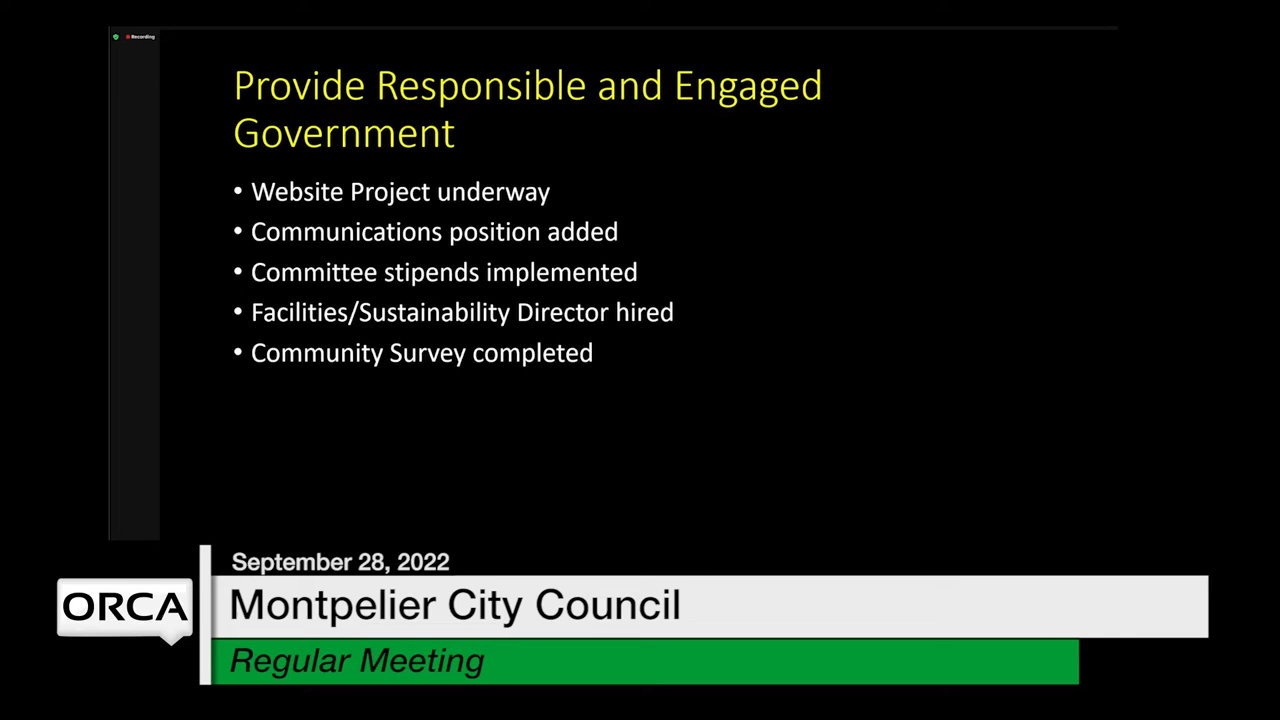 Recording
Provide Responsible and Engaged
Government
• Website Project underway
• Communications position added
• Committee stipends implemented
• Facilities/Sustainability Director hired
• Community Survey completed
September 28, 2022
ORCA
Montpelier City Council
Regular Meeting